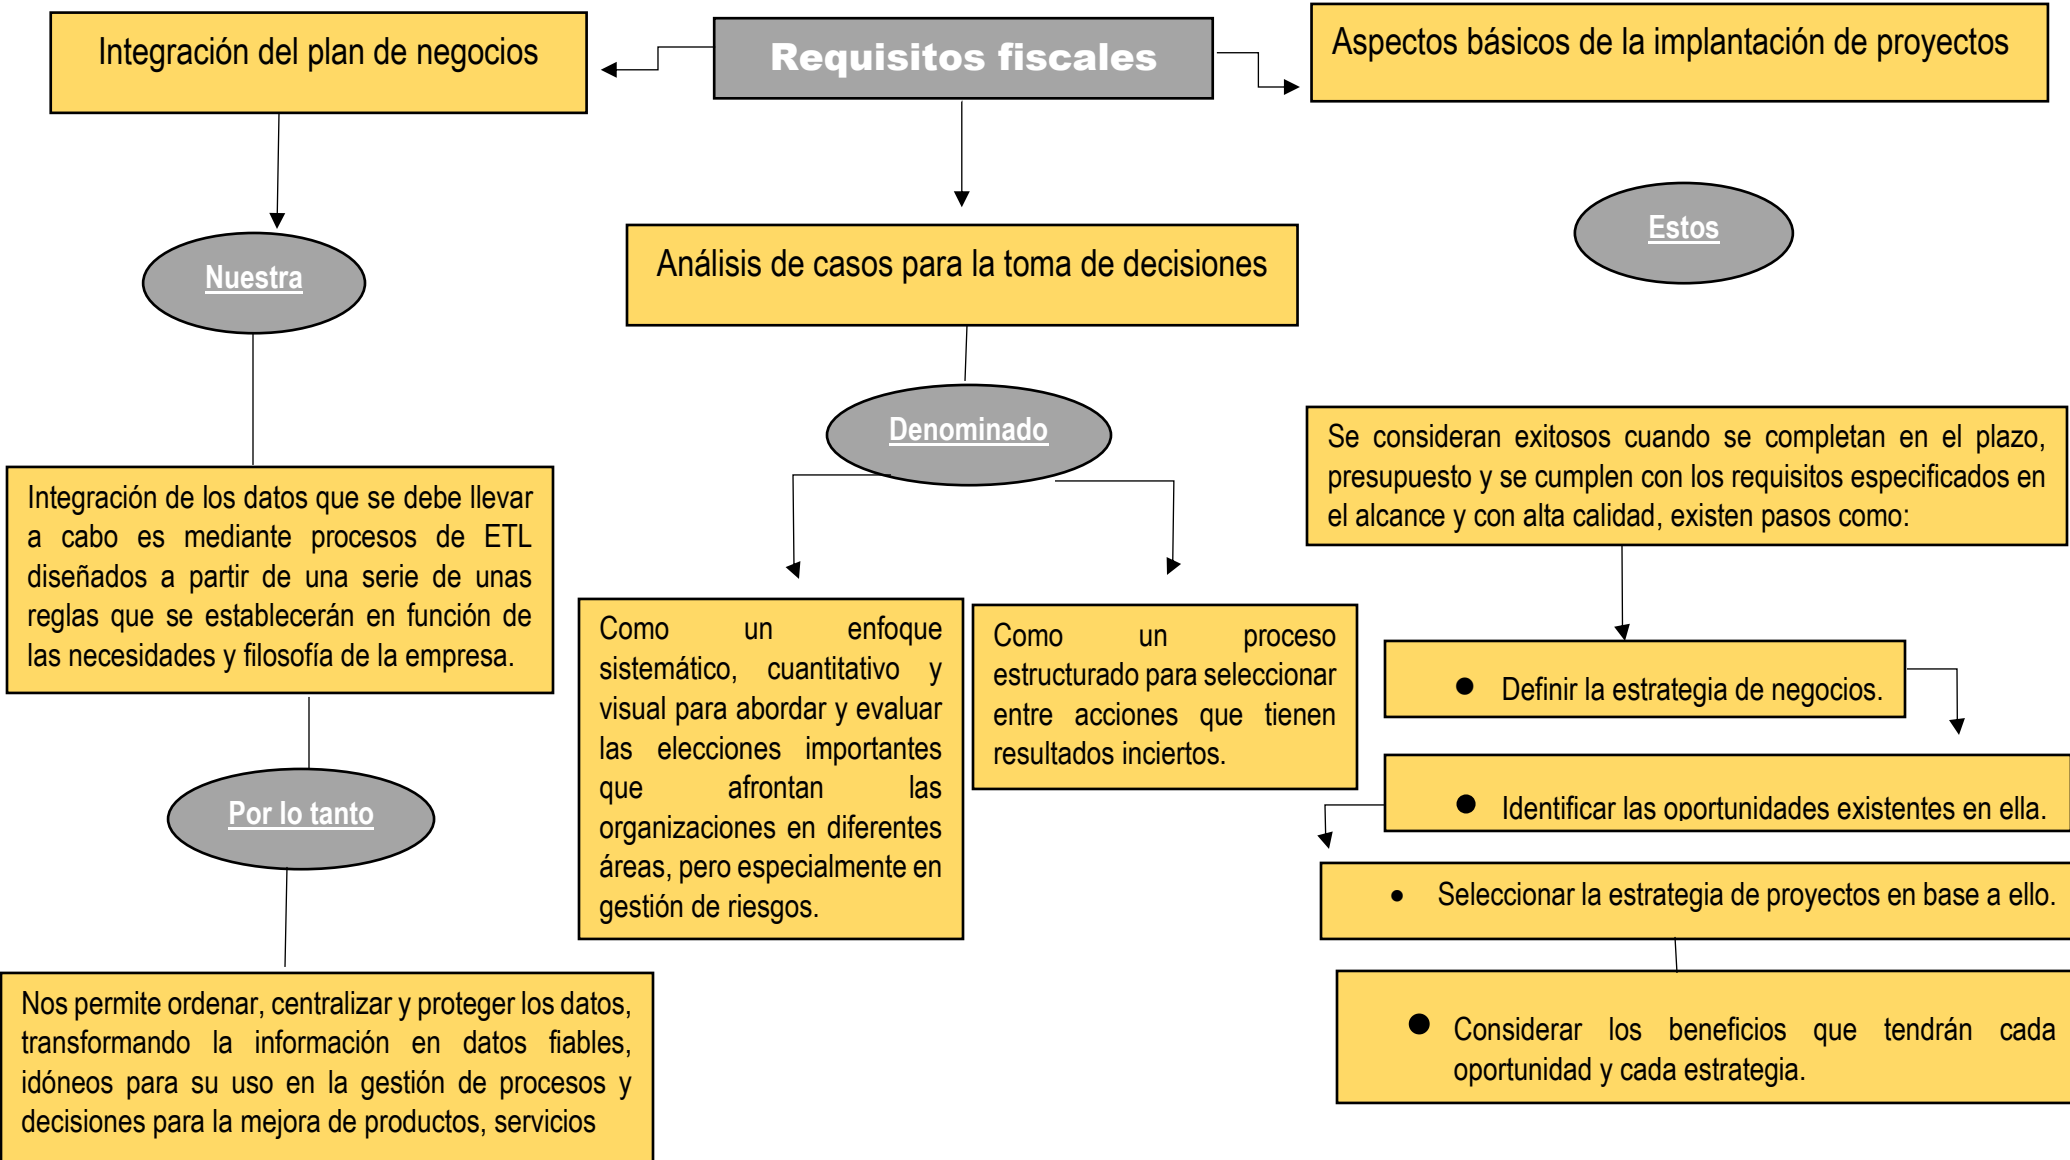 Integración del plan de negocios
Requisitos fiscales
Aspectos básicos de la implantación de proyectos
Nuestra
Análisis de casos para la toma de decisiones
Estos
Denominado
Integración de los datos que se debe llevar
a cabo es mediante procesos de ETL
diseñados a partir de una serie de unas
reglas que se establecerán en función de
las necesidades y filosofía de la empresa.
Por lo tanto
Nos permite ordenar, centralizar y proteger los datos,
transformando la información en datos fiables,
idóneos para su uso en la gestión de procesos y
decisiones para la mejora de productos, servicios
Como un enfoque
sistemático, cuantitativo y
visual para abordar y evaluar
las elecciones importantes
que afrontan las
organizaciones en diferentes
áreas, pero especialmente en
gestión de riesgos.
Como un proceso
estructurado para seleccionar
entre acciones que tienen
resultados inciertos.
Se consideran exitosos cuando se completan en el plazo,
presupuesto y se cumplen con los requisitos especificados en
el alcance y con alta calidad, existen pasos como:
● Definir la estrategia de negocios.
● Identificar las oportunidades existentes en ella.
• Seleccionar la estrategia de proyectos en base a ello.
● Considerar los beneficios que tendrán cada
oportunidad y cada estrategia.